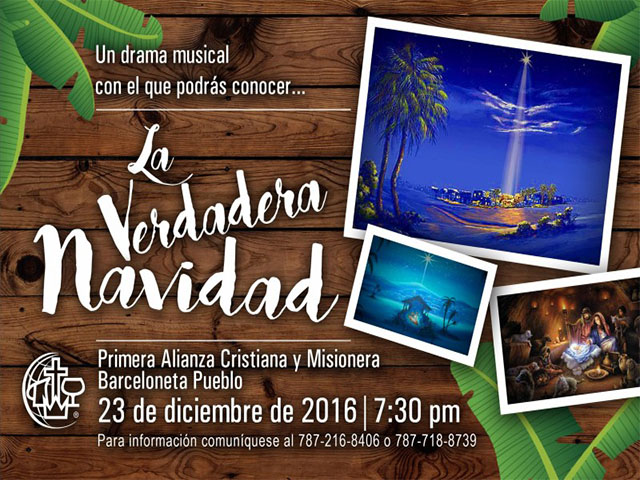 Un drama musical
con el que podrás conocer...
La
Verdadera
Navidad
Primera Alianza Cristiana y Misionera
Barceloneta Pueblo
23 de diciembre de 2016 | 7:30 pm
Para información comuníquese al 787-216-8406 o 787-718-8739
®